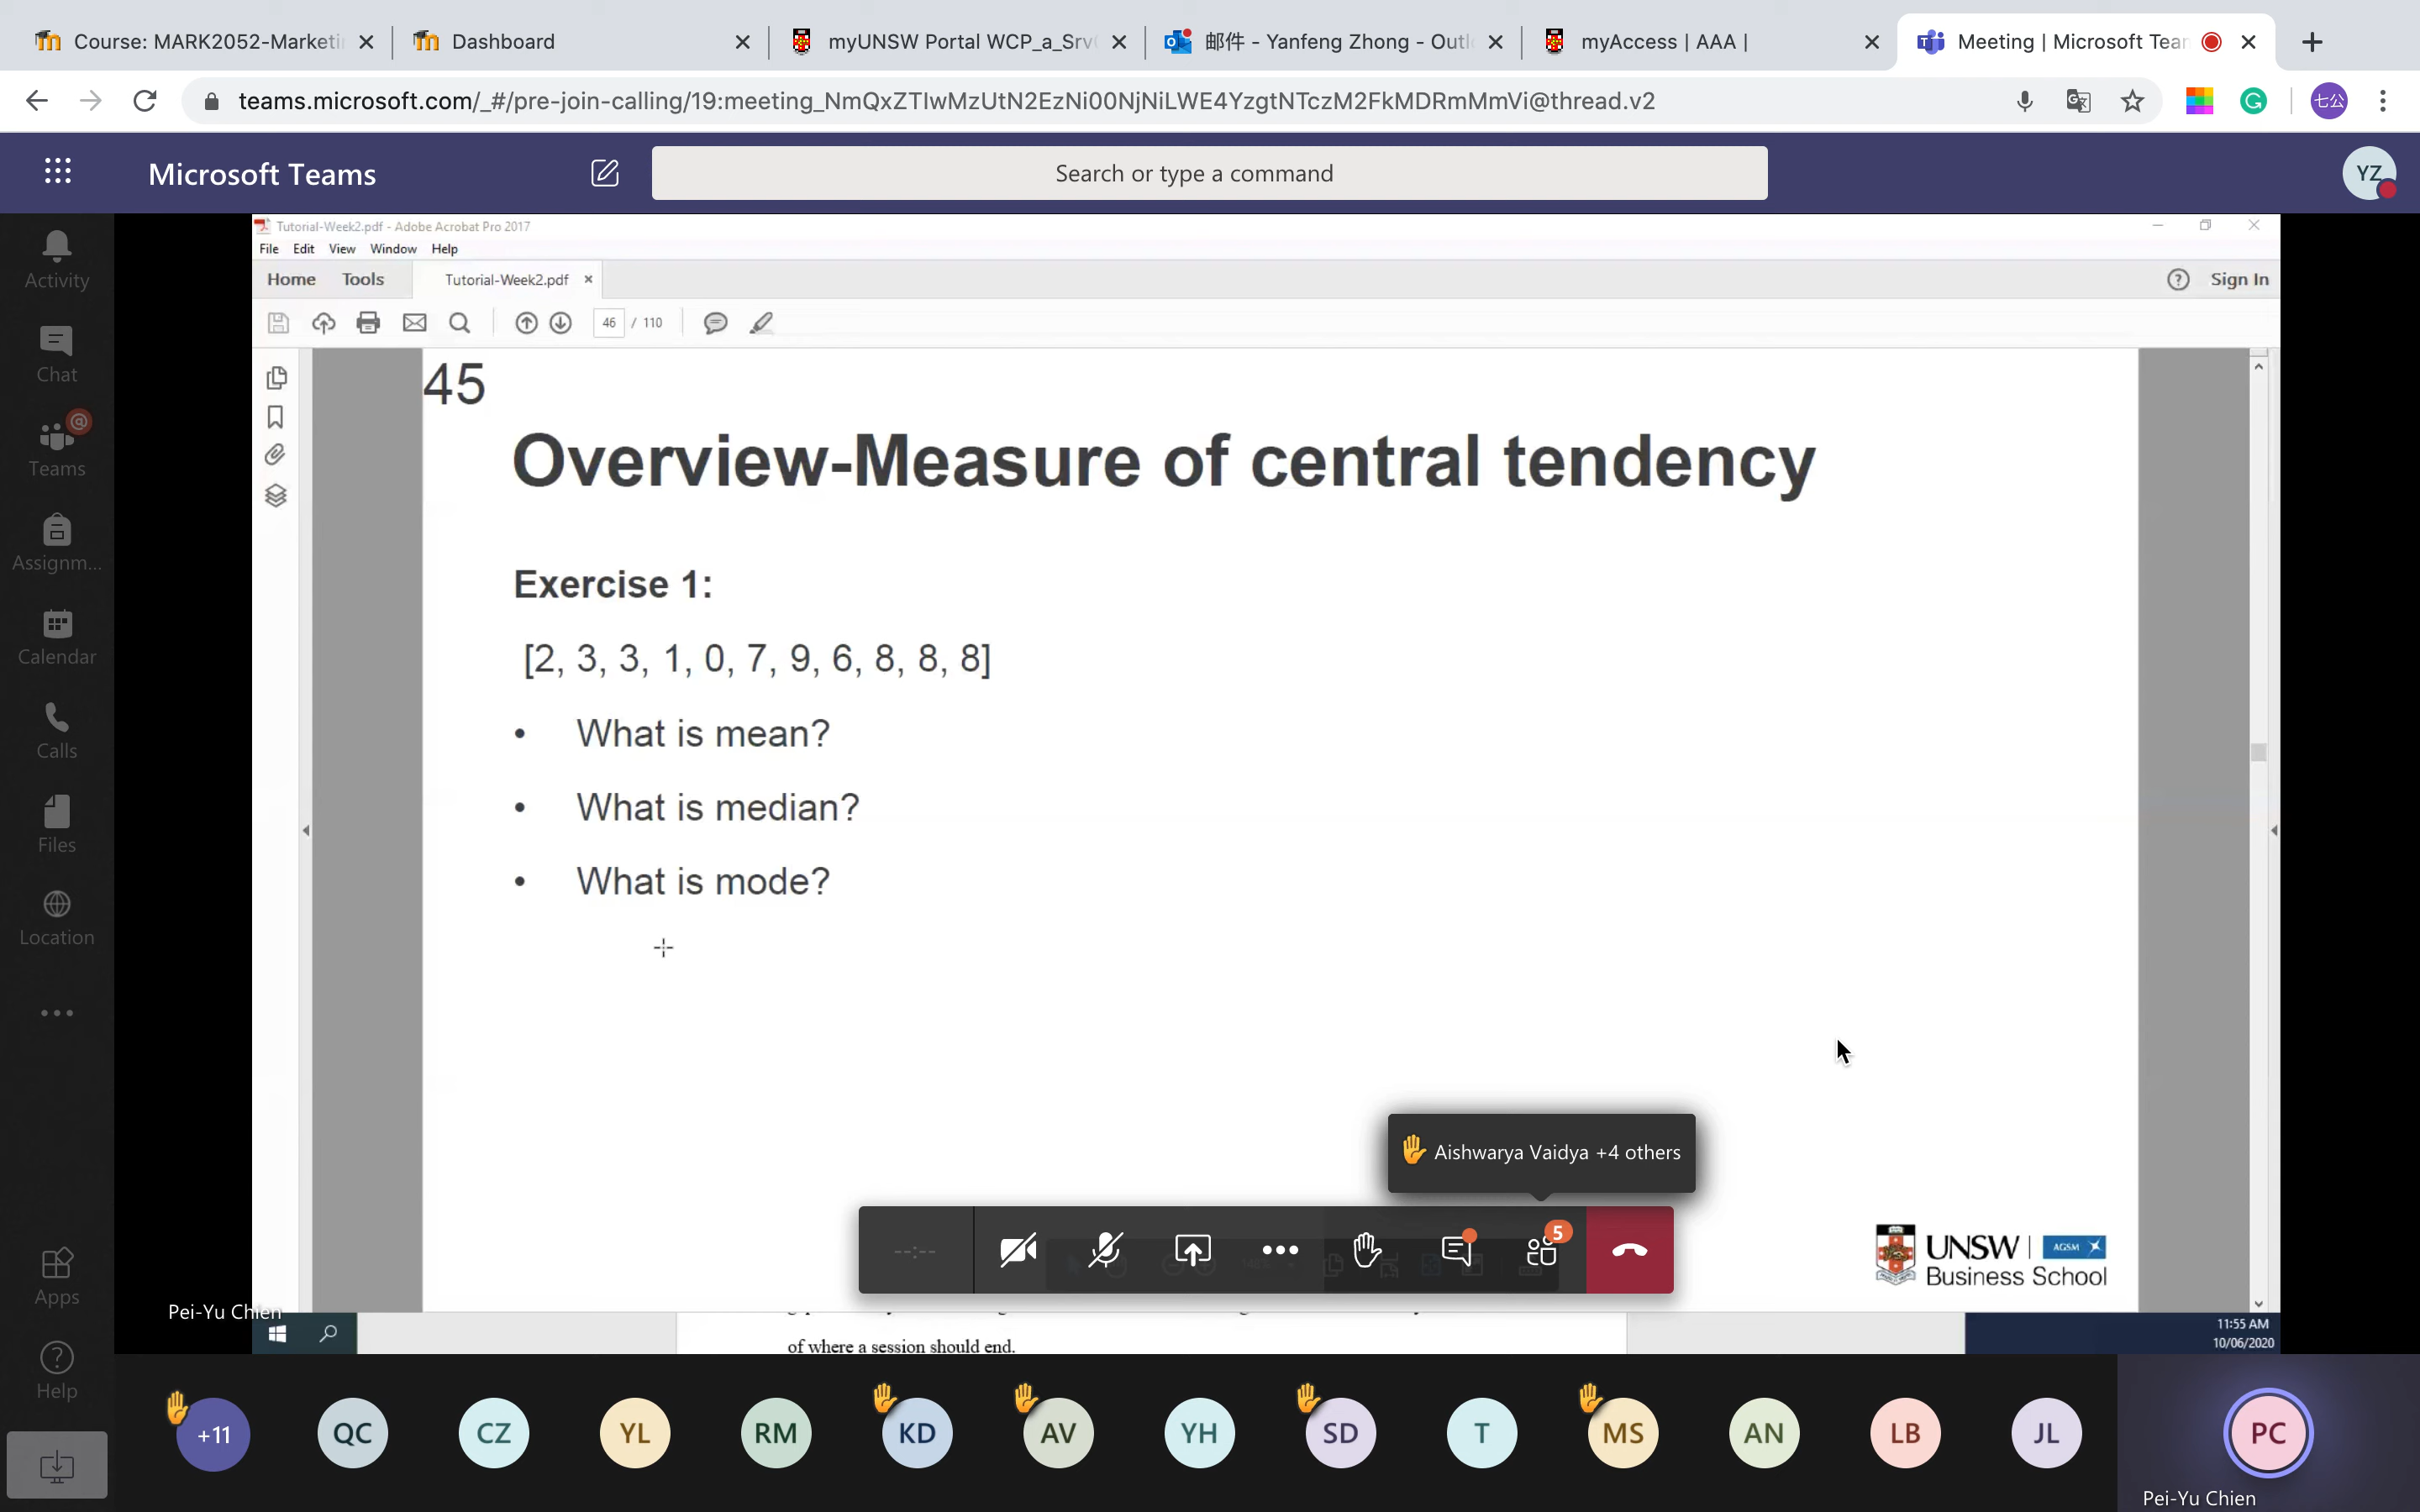 Course: MARK2052-Marketi
Dashboard
myUNSW Portal WCP_a_Srv
邮件 - Yanfeng Zhong - Outl
myAccess | AAA |
Meeting | Microsoft Tea
teams.microsoft.com/_#/pre-join-calling/19:meeting_NmQxZTIwMzUtN2EzNi00NjNiLWE4YzgtNTczM2FkMDRmMmVi@thread.v2
七公
Microsoft Teams
Search or type a command
YZ
Activity
Chat
Teams
Assignm...
Calendar
Calls
Files
Location
Apps
Help
Tutorial-Week2.pdf - Adobe Acrobat Pro 2017
File Edit View Window Help
Home Tools Tutorial-Week2.pdf
Sign In
46 / 110
45
Overview-Measure of central tendency
Exercise 1:
[2, 3, 3, 1, 0, 7, 9, 6, 8, 8, 8]
• What is mean?
• What is median?
• What is mode?
Aishwarya Vaidya +4 others
--:--
5
UNSW | AGSM
Business School
Pei-Yu Chien
of where a session should end.
11:55 AM
10/06/2020
+11
QC
CZ
YL
RM
KD
AV
YH
SD
T
MS
AN
LB
JL
PC
Pei-Yu Chien